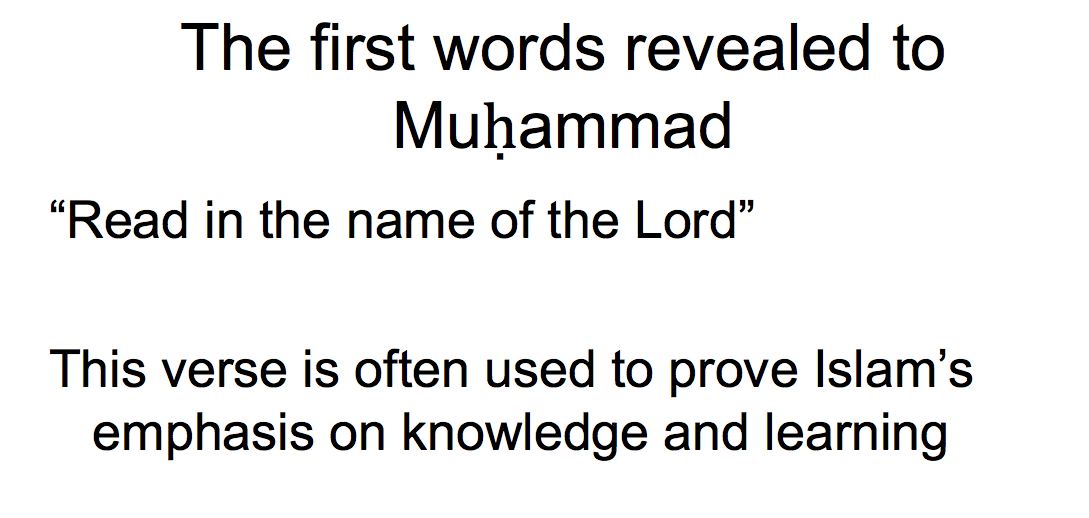 The first words revealed to
Muḥammad
“Read in the name of the Lord”
This verse is often used to prove Islam’s
emphasis on knowledge and learning